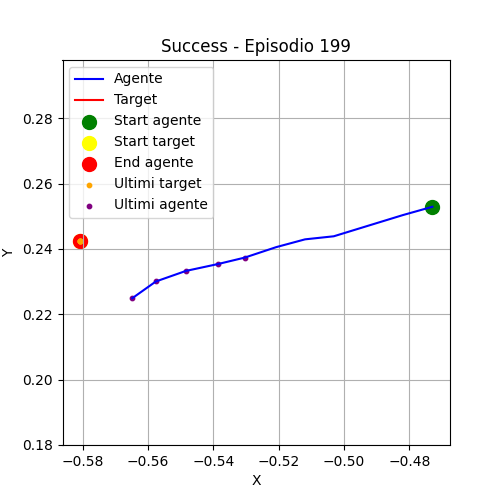 Success - Episodio 199
Agente
Target
Start agente
Start target
End agente
Ultimi target
Ultimi agente
0.28
0.26
0.24
0.22
0.20
0.18
Y
−0.58 −0.56 −0.54 −0.52 −0.50 −0.48
X